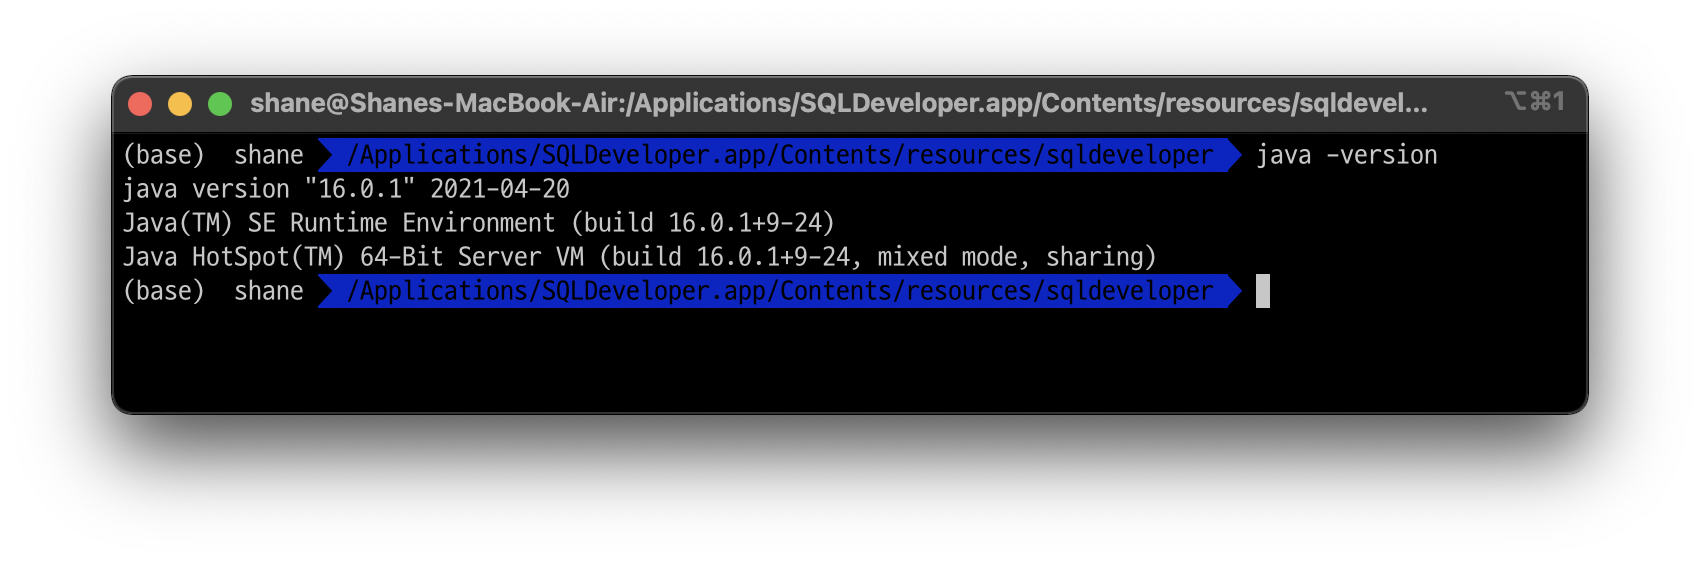 shane@Shanes-MacBook-Air:/Applications/SQLDeveloper.app/Contents/resources/sqldevel... ⌥⌘1
(base) shane /Applications/SQLDeveloper.app/Contents/resources/sqldeveloper java -version
java version "16.0.1" 2021-04-20
Java(TM) SE Runtime Environment (build 16.0.1+9-24)
Java HotSpot(TM) 64-Bit Server VM (build 16.0.1+9-24, mixed mode, sharing)
(base) shane /Applications/SQLDeveloper.app/Contents/resources/sqldeveloper